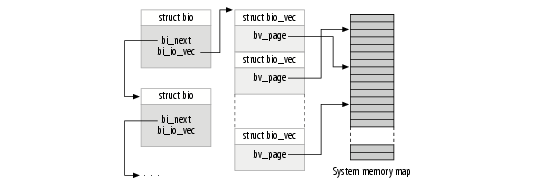 struct bio
bi_next
bi_io_vec
struct bio
bi_next
bi_io_vec
struct bio_vec
bv_page
struct bio_vec
bv_page
struct bio_vec
bv_page
System memory map
. . .